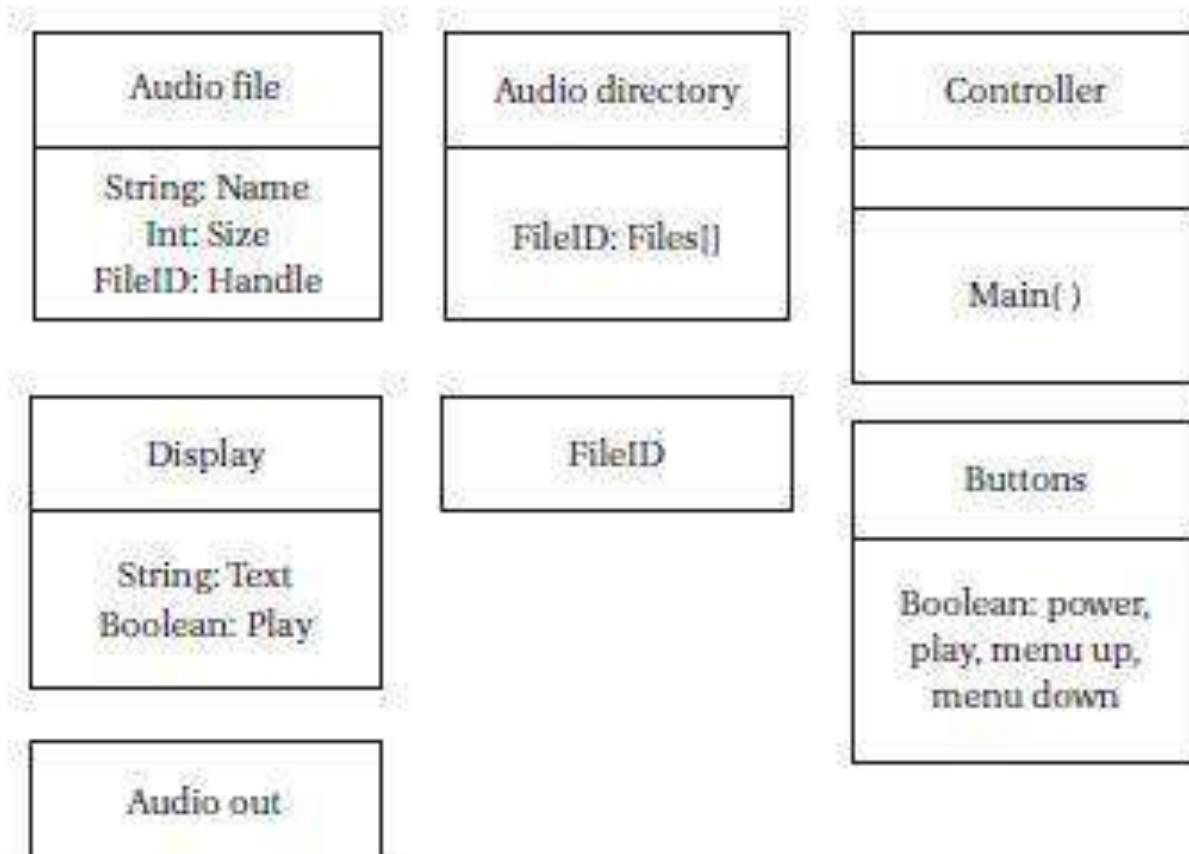 Audio file
String: Name
Int: Size
FileID: Handle
Audio directory
FileID: Files[]
Controller
Main( )
Display
String: Text
Boolean: Play
FileID
Buttons
Boolean: power,
play, menu up,
menu down
Audio out